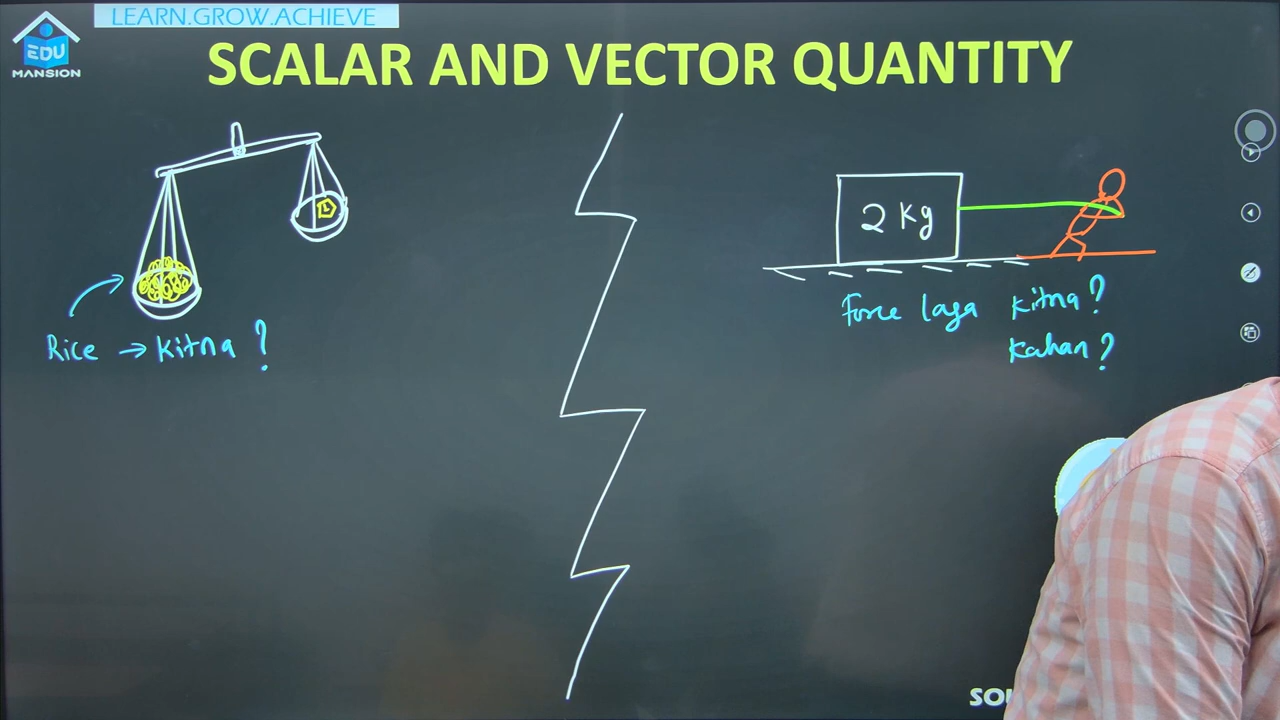 LEARN.GROW.ACHIEVE
EDU
MANSION
SCALAR AND VECTOR QUANTITY
Rice → Kitna ?
2 Kg
Force laga Kitna?
Kahan?